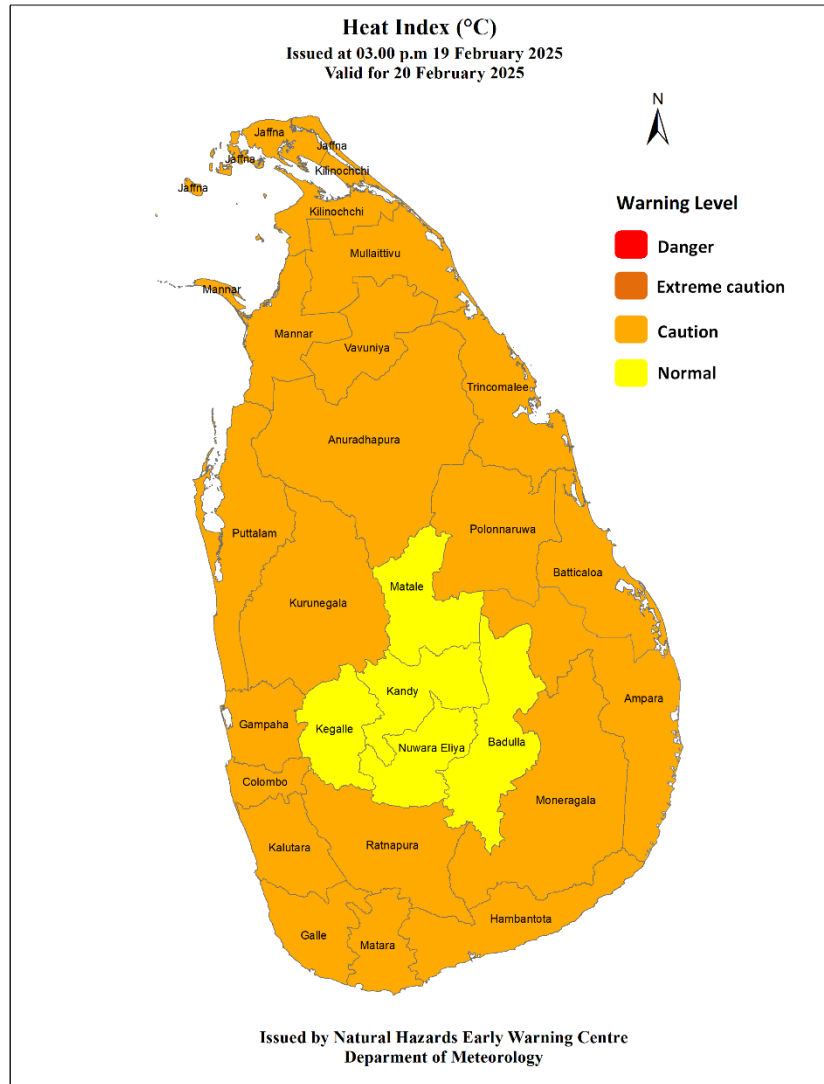 Heat Index (°C)
Issued at 03.00 p.m 19 February 2025
Valid for 20 February 2025
N
Warning Level
Danger
Extreme caution
Caution
Normal
Jaffna
Jaffna
Jaffna
Kilinochchi
Jaffna
Kilinochchi
Mullaittivu
Mannar
Mannar
Vavuniya
Trincomalee
Anuradhapura
Polonnaruwa
Puttalam
Batticaloa
Matale
Kurunegala
Kandy
Ampara
Gampaha
Kegalle
Nuwara Eliya
Badulla
Colombo
Moneragala
Kalutara
Ratnapura
Hambantota
Galle
Matara
Issued by Natural Hazards Early Warning Centre
Deparment of Meteorology